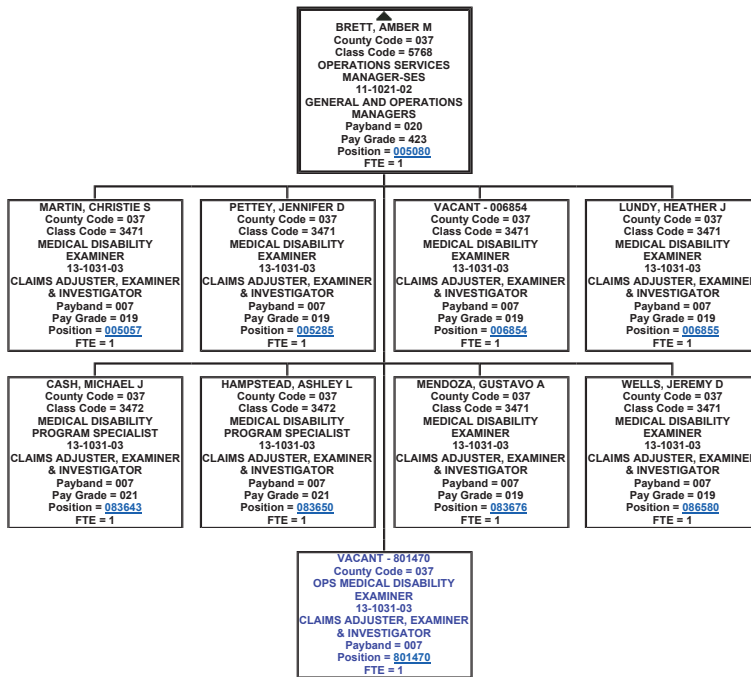 BRETT, AMBER M
County Code = 037
Class Code = 5768
OPERATIONS SERVICES
MANAGER-SES
11-1021-02
GENERAL AND OPERATIONS
MANAGERS
Payband = 020
Pay Grade = 423
Position = 005080
FTE = 1
MARTIN, CHRISTIE S
County Code = 037
Class Code = 3471
MEDICAL DISABILITY
EXAMINER
13-1031-03
CLAIMS ADJUSTER, EXAMINER
& INVESTIGATOR
Payband = 007
Pay Grade = 019
Position = 005057
FTE = 1
PETTEY, JENNIFER D
County Code = 037
Class Code = 3471
MEDICAL DISABILITY
EXAMINER
13-1031-03
CLAIMS ADJUSTER, EXAMINER
& INVESTIGATOR
Payband = 007
Pay Grade = 019
Position = 005285
FTE = 1
VACANT - 006854
County Code = 037
Class Code = 3471
MEDICAL DISABILITY
EXAMINER
13-1031-03
CLAIMS ADJUSTER, EXAMINER
& INVESTIGATOR
Payband = 007
Pay Grade = 019
Position = 006854
FTE = 1
LUNDY, HEATHER J
County Code = 037
Class Code = 3471
MEDICAL DISABILITY
EXAMINER
13-1031-03
CLAIMS ADJUSTER, EXAMINER
& INVESTIGATOR
Payband = 007
Pay Grade = 019
Position = 006855
FTE = 1
CASH, MICHAEL J
County Code = 037
Class Code = 3472
MEDICAL DISABILITY
PROGRAM SPECIALIST
13-1031-03
CLAIMS ADJUSTER, EXAMINER
& INVESTIGATOR
Payband = 007
Pay Grade = 021
Position = 083643
FTE = 1
HAMPSTEAD, ASHLEY L
County Code = 037
Class Code = 3472
MEDICAL DISABILITY
PROGRAM SPECIALIST
13-1031-03
CLAIMS ADJUSTER, EXAMINER
& INVESTIGATOR
Payband = 007
Pay Grade = 021
Position = 083650
FTE = 1
MENDOZA, GUSTAVO A
County Code = 037
Class Code = 3471
MEDICAL DISABILITY
EXAMINER
13-1031-03
CLAIMS ADJUSTER, EXAMINER
& INVESTIGATOR
Payband = 007
Pay Grade = 019
Position = 083676
FTE = 1
WELLS, JEREMY D
County Code = 037
Class Code = 3471
MEDICAL DISABILITY
EXAMINER
13-1031-03
CLAIMS ADJUSTER, EXAMINER
& INVESTIGATOR
Payband = 007
Pay Grade = 019
Position = 086580
FTE = 1
VACANT - 801470
County Code = 037
OPS MEDICAL DISABILITY
EXAMINER
13-1031-03
CLAIMS ADJUSTER, EXAMINER
& INVESTIGATOR
Payband = 007
Position = 801470
FTE = 1